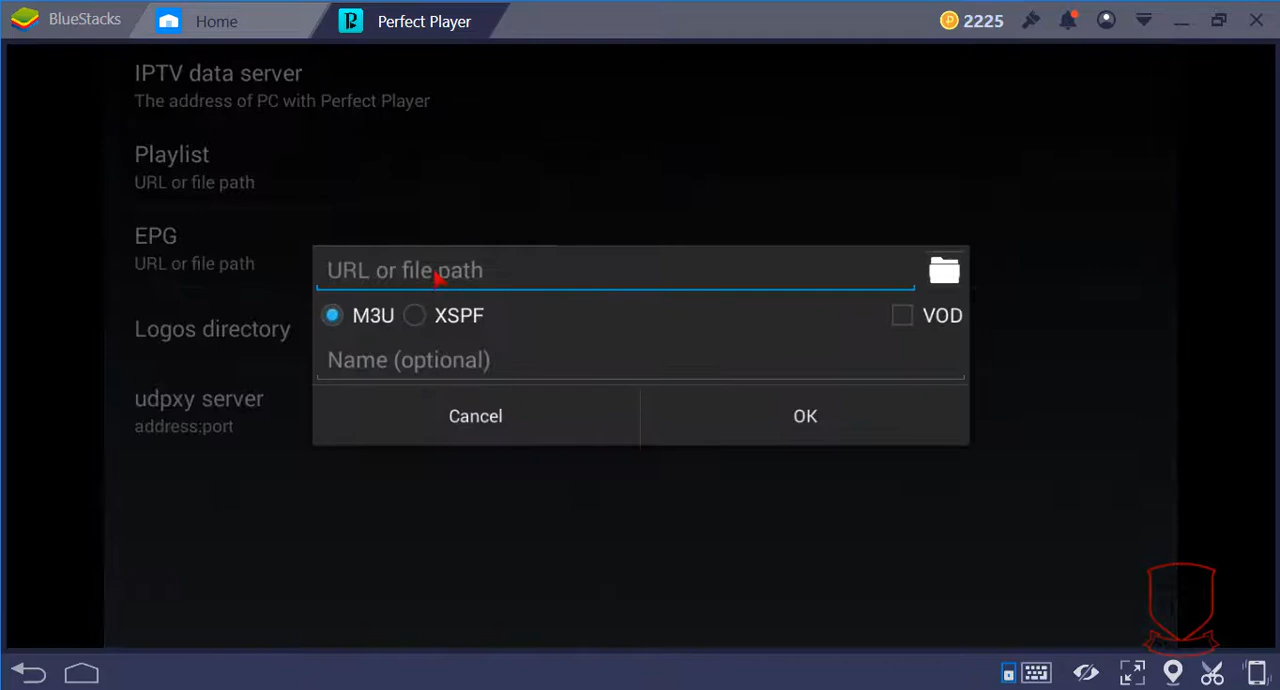 BlueStacks
Home
Perfect Player
2225
IPTV data server
The address of PC with Perfect Player
Playlist
URL or file path
EPG
URL or file path
Logos directory
udpxy server
address:port
URL or file path
M3U
XSPF
VOD
Name (optional)
Cancel
OK